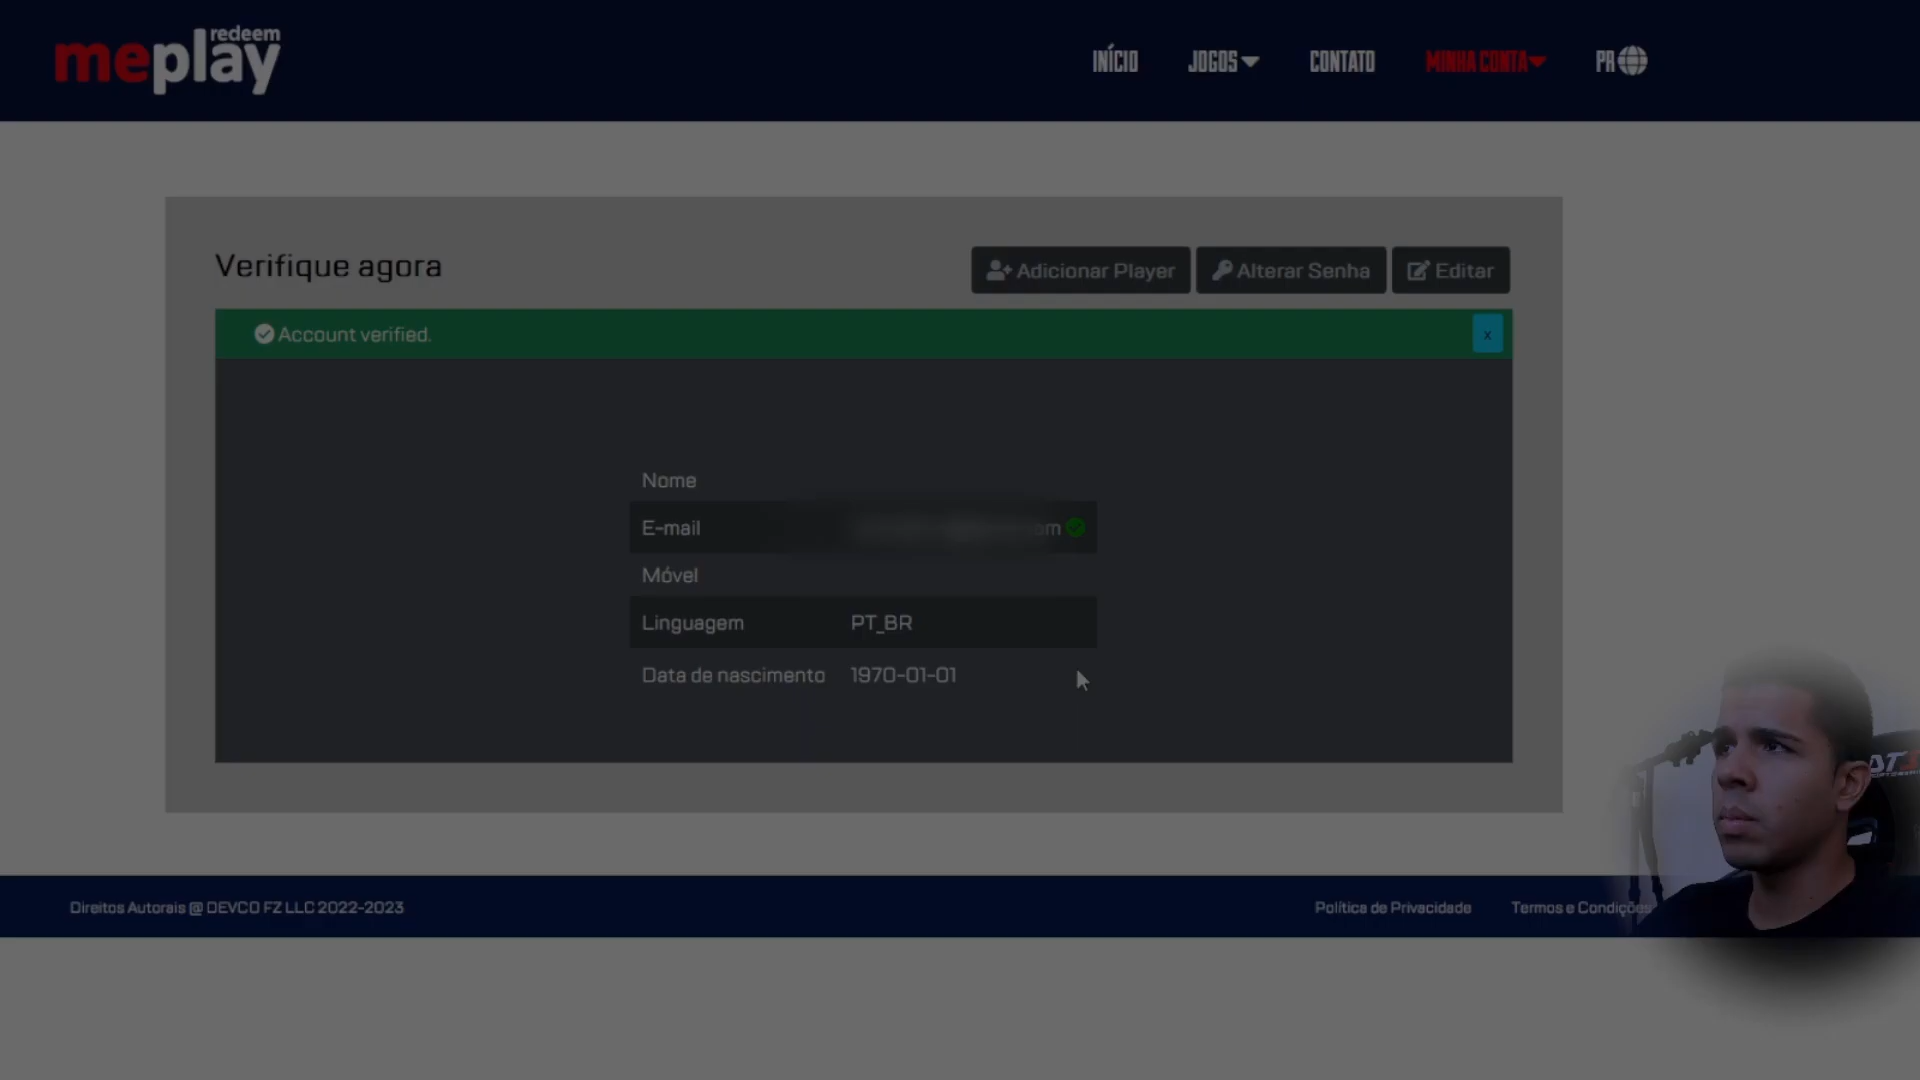 meplay redeem
INÍCIO
JOGOS
CONTATO
MINHA CONTA
PR
Verifique agora
Adicionar Player
Alterar Senha
Editar
Account verified.
x
Nome
E-mail om
Móvel
Linguagem PT_BR
Data de nascimento 1970-01-01
Direitos Autorais @ DEVCO FZ LLC 2022-2023
Política de Privacidade
Termos e Condições